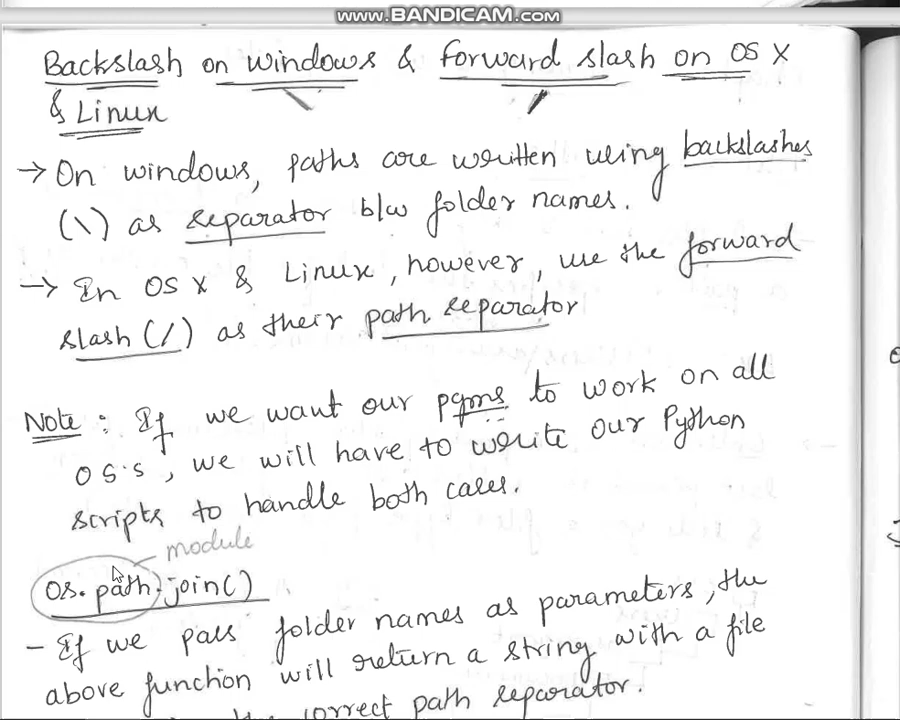 WWW.BANDICAM.COM
Backslash on windows & forward slash on OS X
& Linux
→ On windows, paths are written using backslashes
(\) as separator b/w folder names.
→ In OS X & Linux, however, use the forward
slash (/) as their path separator
Note: If we want our pgms to work on all
OS's, we will have to write our Python
scripts to handle both cases.
module
os.path.join()
- If we pass folder names as parameters, the
above function will return a string with a file
correct path separator.